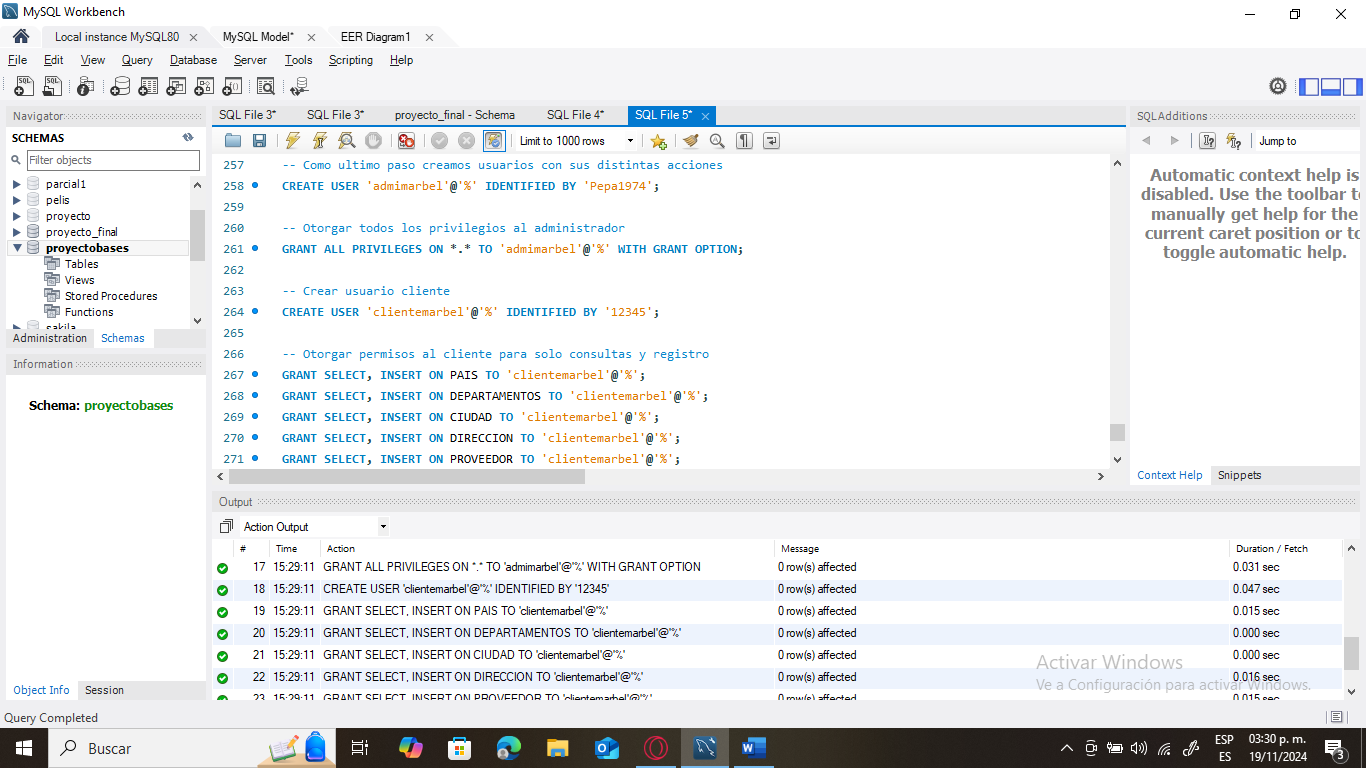 MySQL Workbench
Local instance MySQL80
MySQL Model*
EER Diagram1
File Edit View Query Database Server Tools Scripting Help
Navigator
SQL File 3*
SQL File 3*
proyecto_final - Schema
SQL File 4*
SQL File 5*
SQLAdditions
SCHEMAS
Limit to 1000 rows
Jump to
Filter objects
parcial1
pelis
proyecto
proyecto_final
proyectobases
Tables
Views
Stored Procedures
Functions
sakila
Administration Schemas
Information
Schema: proyectobases
257 -- Como ultimo paso creamos usuarios con sus distintas acciones
258 CREATE USER 'admimarbel'@'%' IDENTIFIED BY 'Pepa1974';
259
260 -- Otorgar todos los privilegios al administrador
261 GRANT ALL PRIVILEGES ON *.* TO 'admimarbel'@'%' WITH GRANT OPTION;
262
263 -- Crear usuario cliente
264 CREATE USER 'clientemarbel'@'%' IDENTIFIED BY '12345';
265
266 -- Otorgar permisos al cliente para solo consultas y registro
267 GRANT SELECT, INSERT ON PAIS TO 'clientemarbel'@'%';
268 GRANT SELECT, INSERT ON DEPARTAMENTOS TO 'clientemarbel'@'%';
269 GRANT SELECT, INSERT ON CIUDAD TO 'clientemarbel'@'%';
270 GRANT SELECT, INSERT ON DIRECCION TO 'clientemarbel'@'%';
271 GRANT SELECT, INSERT ON PROVEEDOR TO 'clientemarbel'@'%';
Automatic context help is
disabled. Use the toolbar to
manually get help for the
current caret position or to
toggle automatic help.
Context Help Snippets
Output
Action Output
# Time Action Message Duration / Fetch
17 15:29:11 GRANT ALL PRIVILEGES ON *.* TO 'admimarbel'@'%' WITH GRANT OPTION 0 row(s) affected 0.031 sec
18 15:29:11 CREATE USER 'clientemarbel'@'%' IDENTIFIED BY '12345' 0 row(s) affected 0.047 sec
19 15:29:11 GRANT SELECT, INSERT ON PAIS TO 'clientemarbel'@'%' 0 row(s) affected 0.015 sec
20 15:29:11 GRANT SELECT, INSERT ON DEPARTAMENTOS TO 'clientemarbel'@'%' 0 row(s) affected 0.000 sec
21 15:29:11 GRANT SELECT, INSERT ON CIUDAD TO 'clientemarbel'@'%' 0 row(s) affected 0.000 sec
22 15:29:11 GRANT SELECT, INSERT ON DIRECCION TO 'clientemarbel'@'%' 0 row(s) affected 0.016 sec
23 15:29:11 GRANT SELECT, INSERT ON PROVEEDOR TO 'clientemarbel'@'%' 0 row(s) affected 0.015 sec
Activar Windows
Ve a Configuración para activar Windows.
Object Info Session
Query Completed
Buscar
ESP
ES
03:30 p. m.
19/11/2024
3